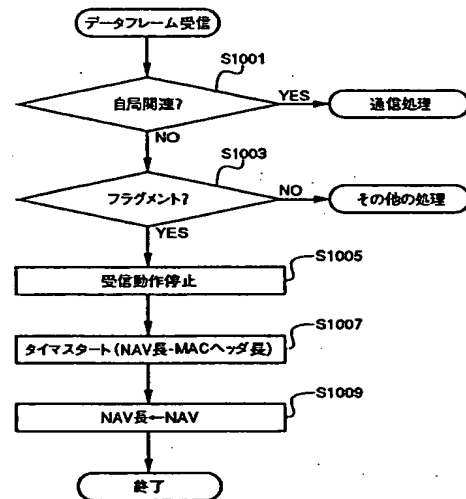 データフレーム受信
S1001
自局関連?
YES
通信処理
NO
S1003
フラグメント?
NO
その他の処理
YES
S1005
受信動作停止
S1007
タイマスタート(NAV長-MACヘッダ長)
S1009
NAV長←NAV
終了